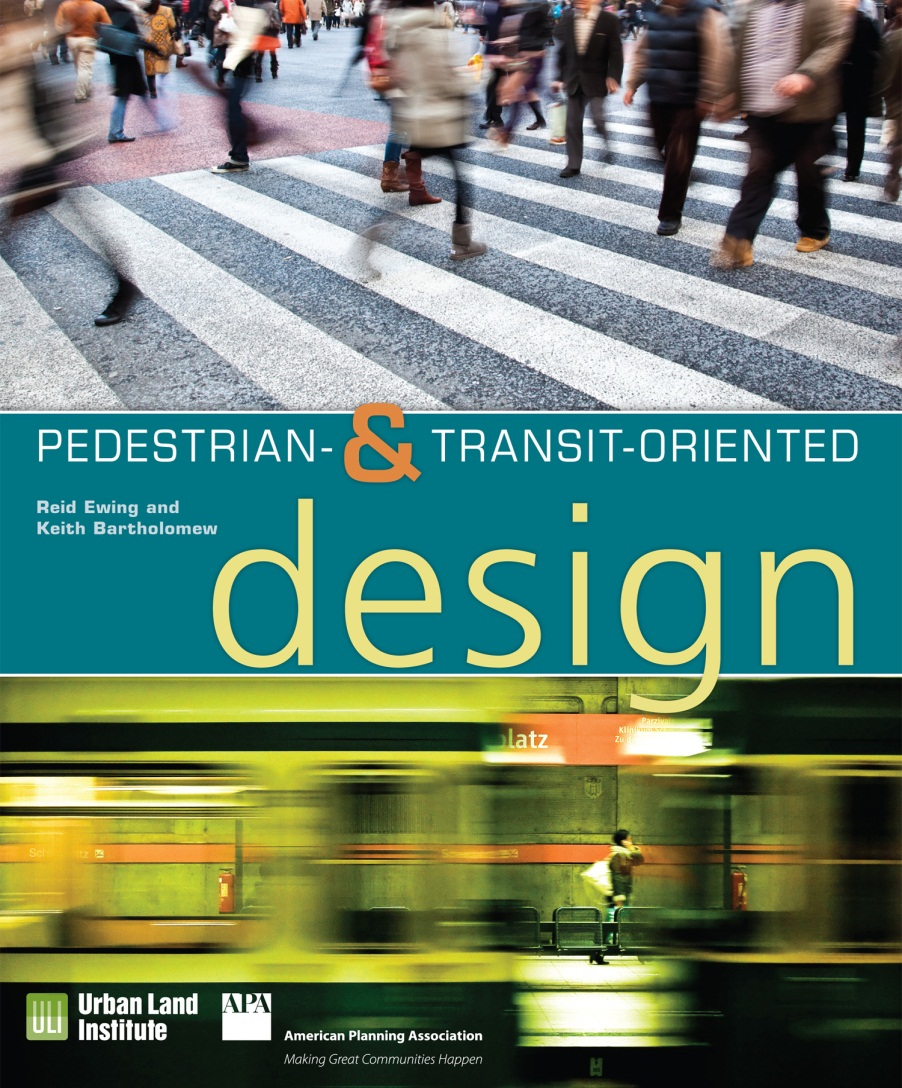 PEDESTRIAN- & TRANSIT-ORIENTED
Reid Ewing and
Keith Bartholomew
design
platz
ULI
Urban Land
Institute
APA
American Planning Association
Making Great Communities Happen